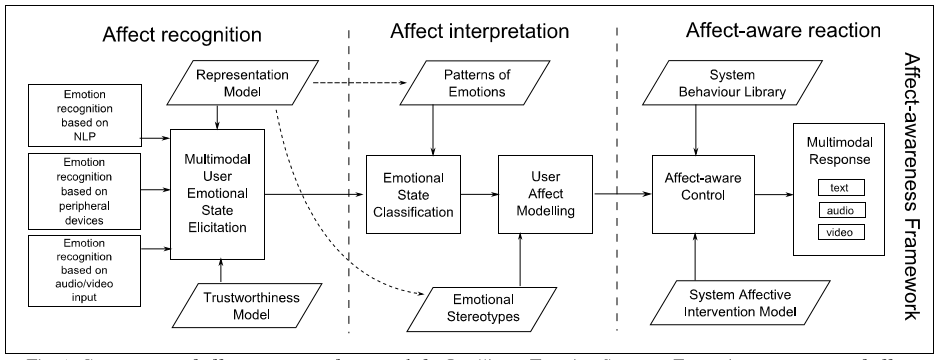 Affect recognition
Affect interpretation
Affect-aware reaction
Affect-awareness Framework
Representation
Model
Patterns of
Emotions
System
Behaviour Library
Emotion
recognition
based on
NLP
Emotion
recognition
based on
peripheral
devices
Emotion
recognition
based on
audio/video
input
Multimodal
User
Emotional
State
Elicitation
Emotional
State
Classification
User
Affect
Modelling
Affect-aware
Control
Multimodal
Response
text
audio
video
Trustworthiness
Model
Emotional
Stereotypes
System Affective
Intervention Model